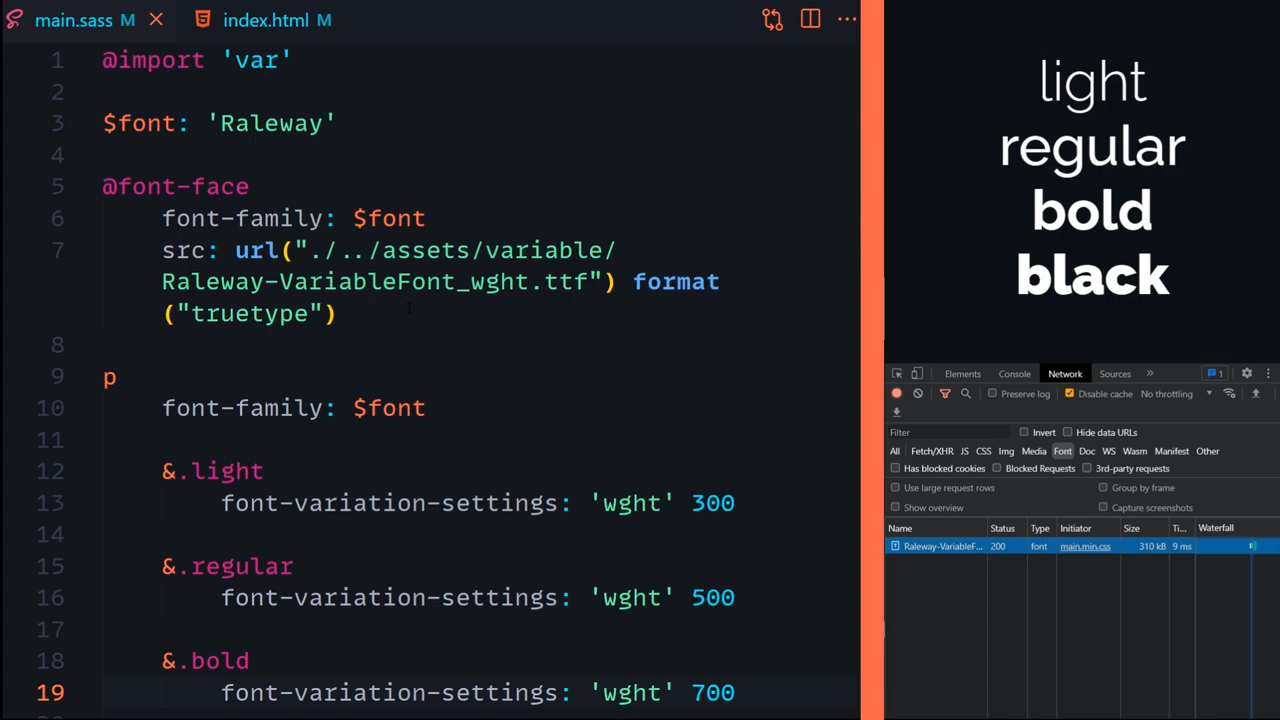 main.sass M
index.html M
1 @import 'var'
2
3 $font: 'Raleway'
4
5 @font-face
6 font-family: $font
7 src: url("./../assets/variable/
Raleway-VariableFont_wght.ttf") format
("truetype")
8
9 p
10 font-family: $font
11
12 &.light
13 font-variation-settings: 'wght' 300
14
15 &.regular
16 font-variation-settings: 'wght' 500
17
18 &.bold
19 font-variation-settings: 'wght' 700
light
regular
bold
black
Elements Console Network Sources » 1
Preserve log Disable cache No throttling
Filter Invert Hide data URLs
All Fetch/XHR JS CSS Img Media Font Doc WS Wasm Manifest Other
Has blocked cookies Blocked Requests 3rd-party requests
Use large request rows Group by frame
Show overview Capture screenshots
Name Status Type Initiator Size Ti... Waterfall
Raleway-VariableF... 200 font main.min.css 310 kB 9 ms